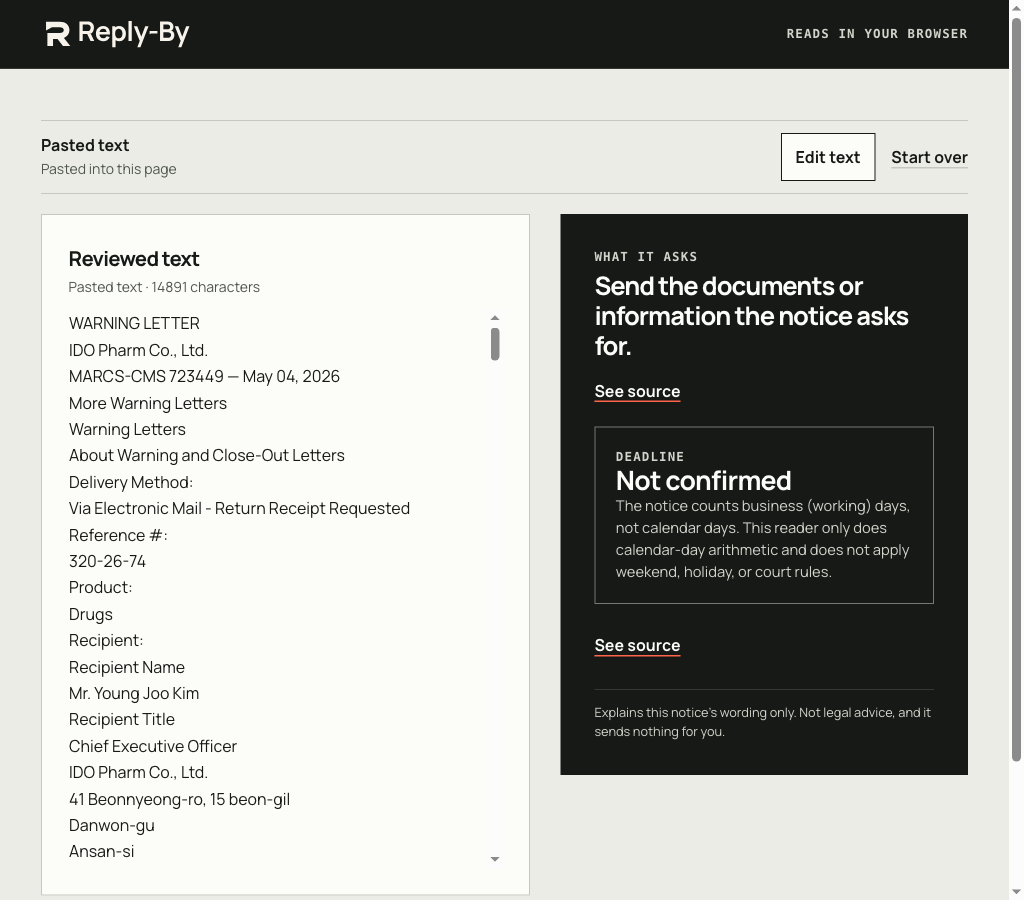 Reply-By
READS IN YOUR BROWSER
Pasted text
Pasted into this page
Edit text
Start over
Reviewed text
Pasted text · 14891 characters
WARNING LETTER
IDO Pharm Co., Ltd.
MARCS-CMS 723449 — May 04, 2026
More Warning Letters
Warning Letters
About Warning and Close-Out Letters
Delivery Method:
Via Electronic Mail - Return Receipt Requested
Reference #:
320-26-74
Product:
Drugs
Recipient:
Recipient Name
Mr. Young Joo Kim
Recipient Title
Chief Executive Officer
IDO Pharm Co., Ltd.
41 Beonnyeong-ro, 15 beon-gil
Danwon-gu
Ansan-si
WHAT IT ASKS
Send the documents or
information the notice asks
for.
See source
DEADLINE
Not confirmed
The notice counts business (working) days,
not calendar days. This reader only does
calendar-day arithmetic and does not apply
weekend, holiday, or court rules.
See source
Explains this notice's wording only. Not legal advice, and it
sends nothing for you.